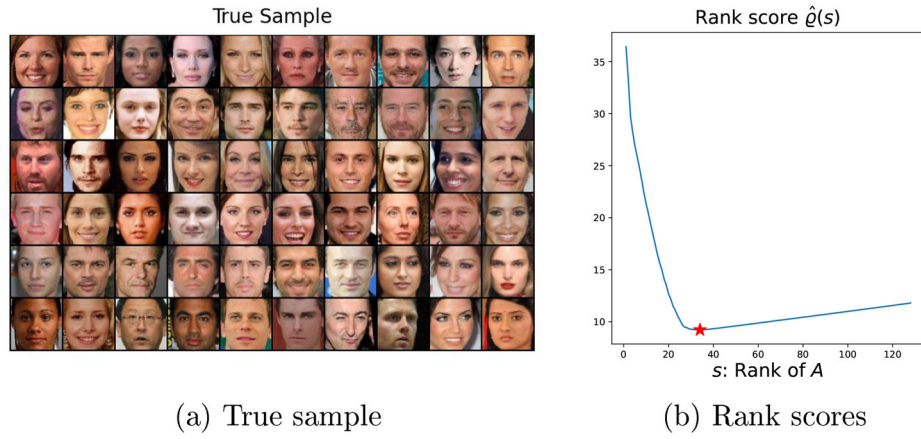 True Sample
Rank score ϱ̂(s)
35
30
25
20
15
10
0 20 40 60 80 100 120
s: Rank of A
(a) True sample
(b) Rank scores